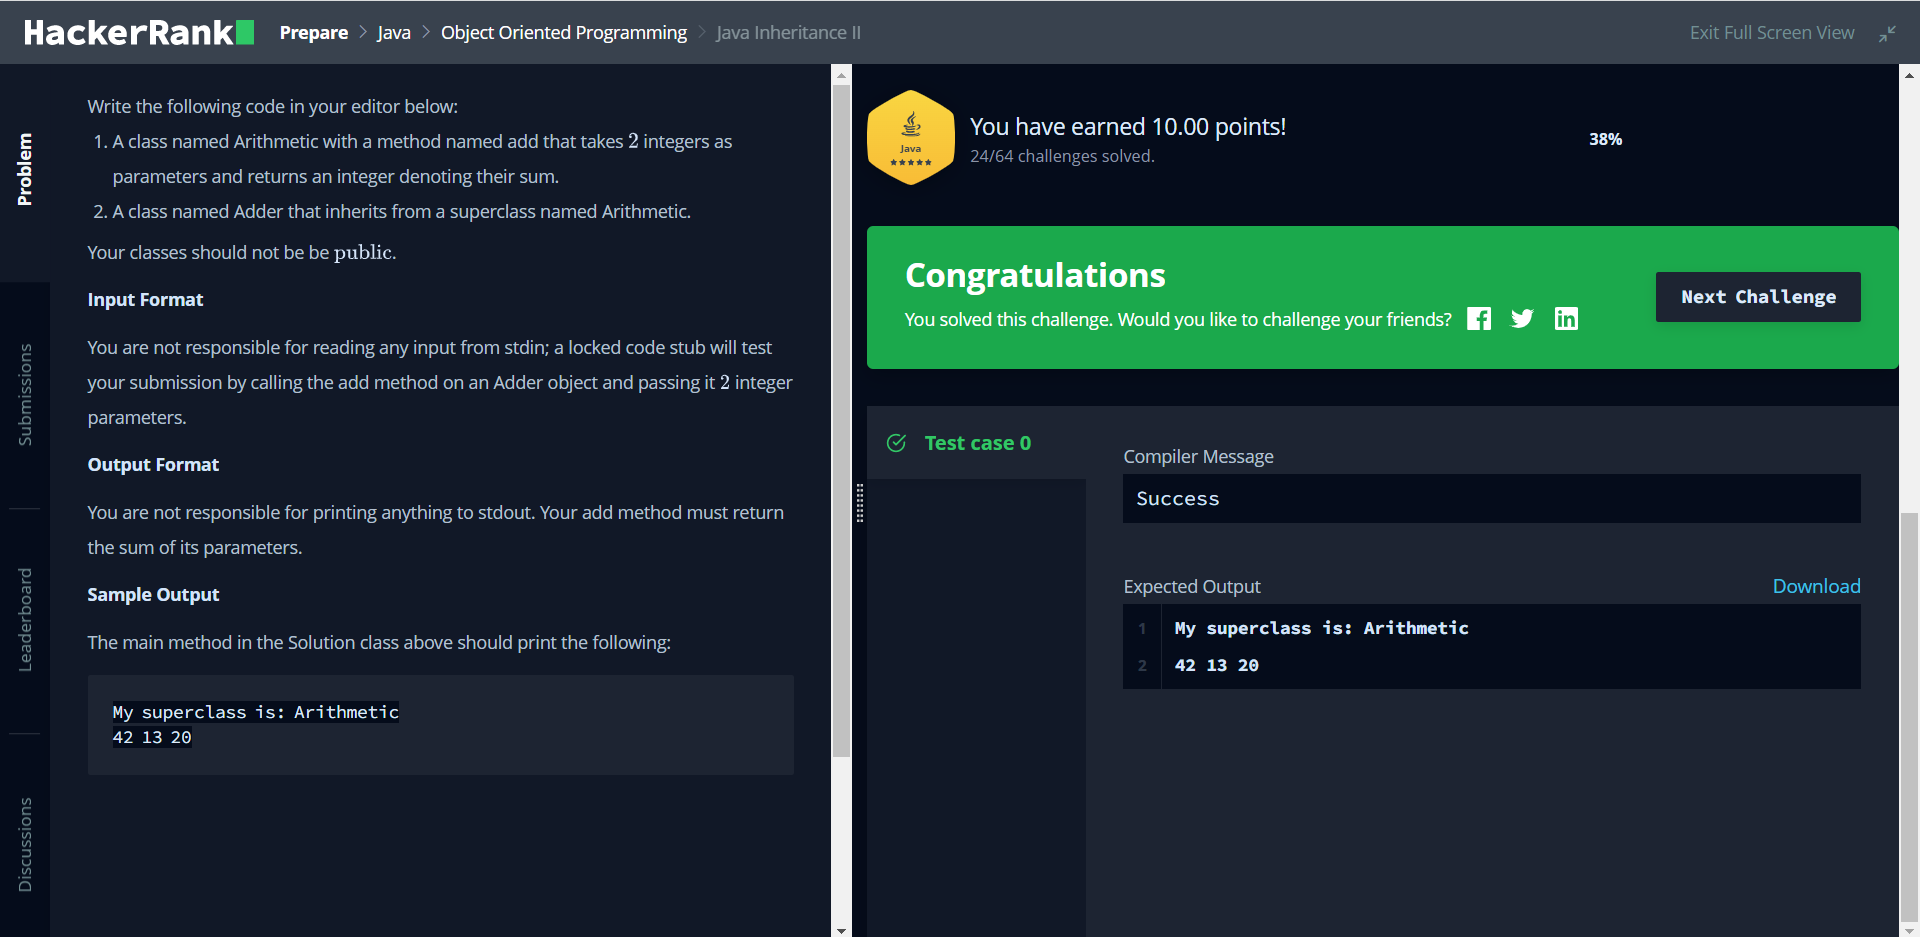 HackerRank Prepare > Java > Object Oriented Programming > Java Inheritance II Exit Full Screen View
Problem
Submissions
Leaderboard
Discussions
Write the following code in your editor below:
1. A class named Arithmetic with a method named add that takes 2 integers as
parameters and returns an integer denoting their sum.
2. A class named Adder that inherits from a superclass named Arithmetic.
Your classes should not be be public.
Input Format
You are not responsible for reading any input from stdin; a locked code stub will test
your submission by calling the add method on an Adder object and passing it 2 integer
parameters.
Output Format
You are not responsible for printing anything to stdout. Your add method must return
the sum of its parameters.
Sample Output
The main method in the Solution class above should print the following:
My superclass is: Arithmetic
42 13 20
Java
You have earned 10.00 points!
24/64 challenges solved.
38%
Congratulations
You solved this challenge. Would you like to challenge your friends?
Next Challenge
Test case 0
Compiler Message
Success
Expected Output Download
1 My superclass is: Arithmetic
2 42 13 20